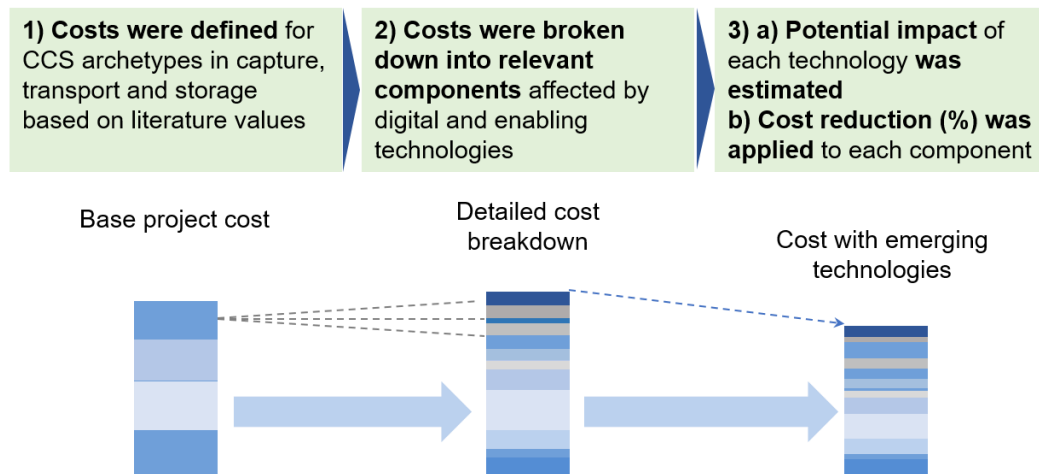 1) Costs were defined for
CCS archetypes in capture,
transport and storage
based on literature values
2) Costs were broken
down into relevant
components affected by
digital and enabling
technologies
3) a) Potential impact of
each technology was
estimated
b) Cost reduction (%) was
applied to each component
Base project cost
Detailed cost
breakdown
Cost with emerging
technologies